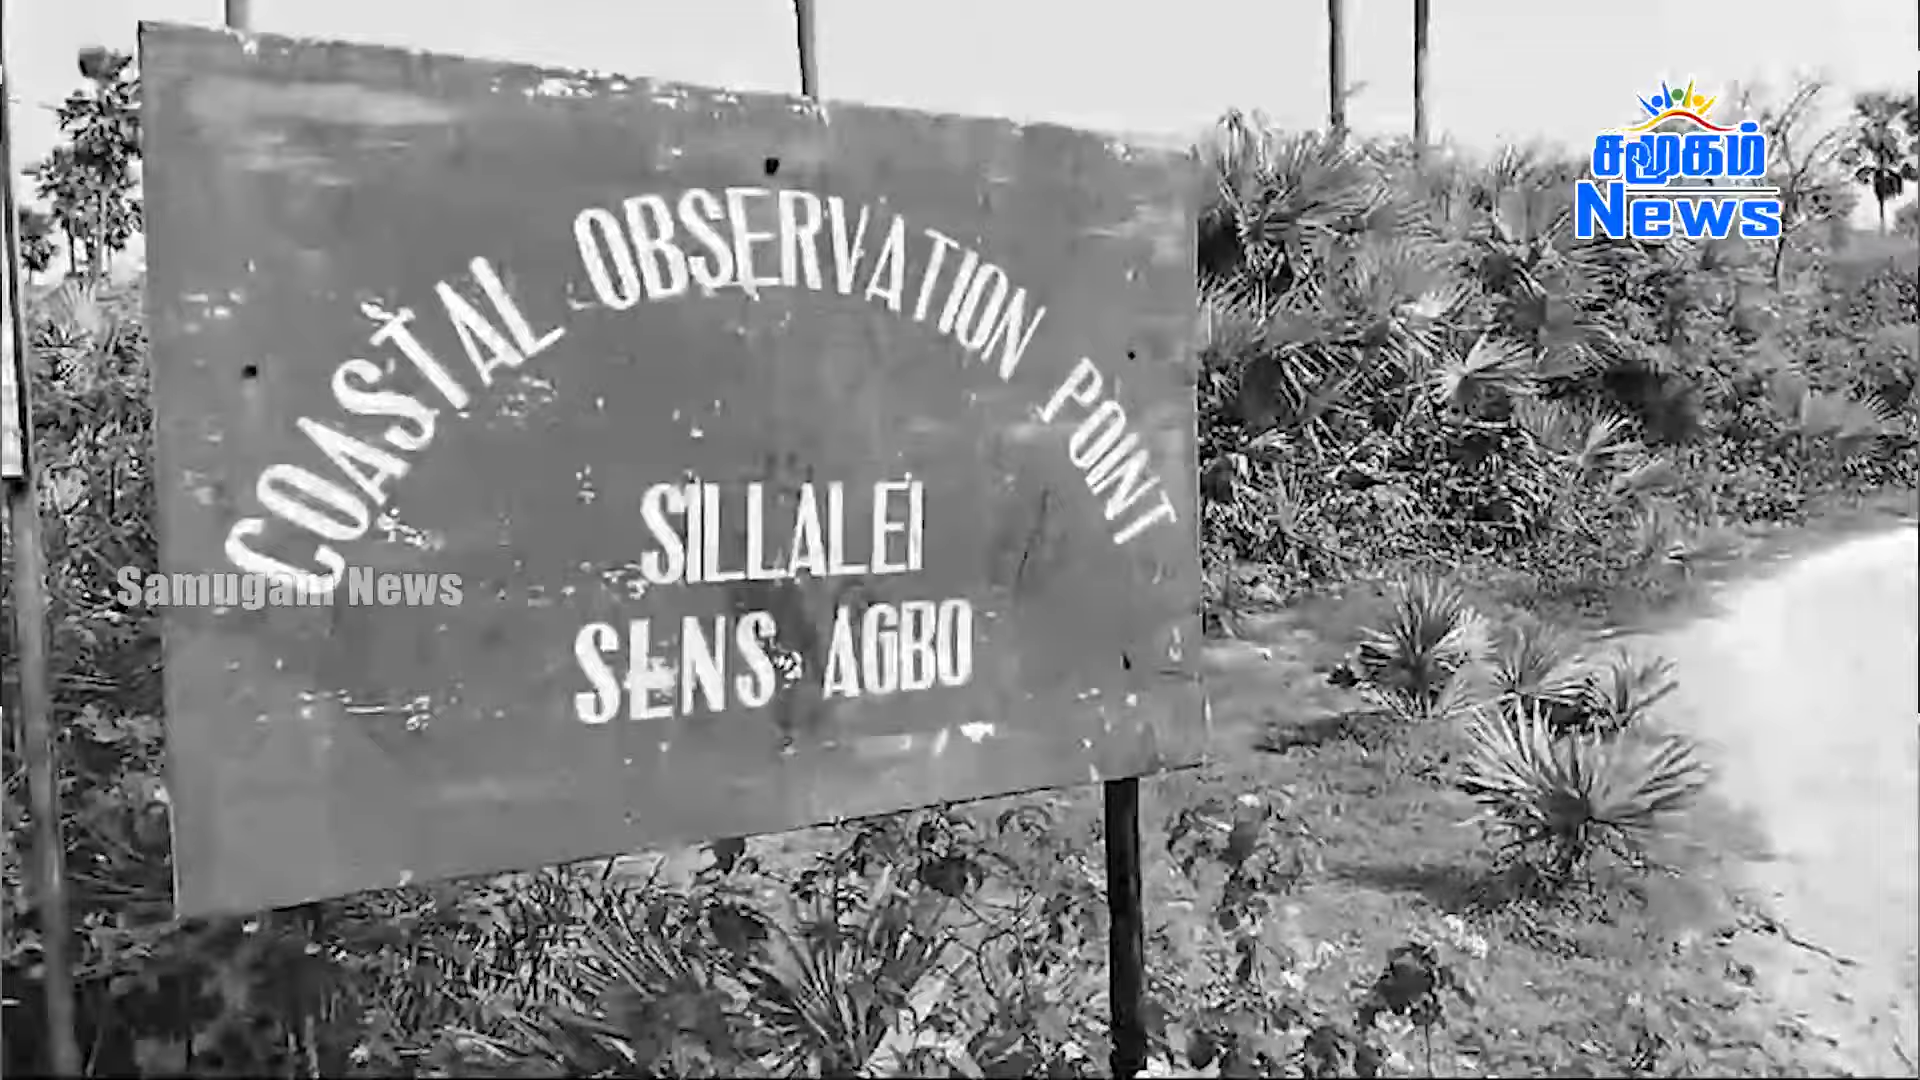 COASTAL OBSERVATION POINT
SILLALEI
SLNS AGBO
சமூகம்
News
Samugam News